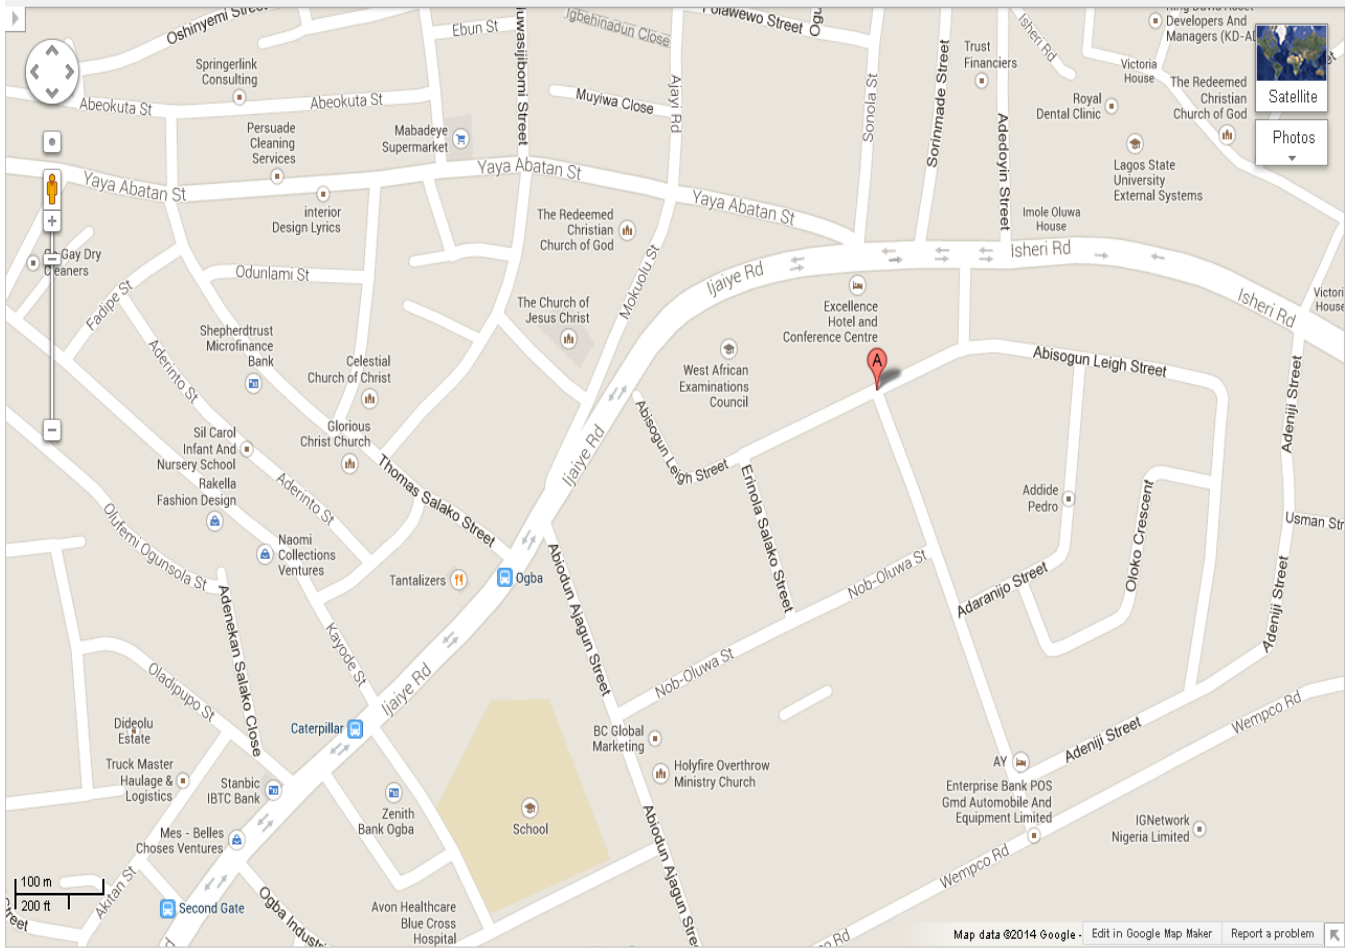 Oshinyemi Street
Ebun St
Igbehinadun Close
Polawewo Street
Isheri Rd
Developers And
Managers (KD-AD
Springerlink
Consulting
Abeokuta St
Abeokuta St
Muyiwa Close
Ajayi Rd
Sonola St
Sorinmade Street
Trust
Financiers
Adedoyin Street
Royal
Dental Clinic
Victoria
House
The Redeemed
Christian
Church of God
Satellite
Photos
Persuade
Cleaning
Services
Mabadeye
Supermarket
Lagos State
University
External Systems
Yaya Abatan St
Yaya Abatan St
Yaya Abatan St
interior
Design Lyrics
The Redeemed
Christian
Church of God
Imole Oluwa
House
Isheri Rd
Isheri Rd
Gay Dry
Odunlami St
Fadipe St
Ijaiye Rd
Mokuolu St
The Church of
Jesus Christ
Excellence
Hotel and
Conference Centre
Shepherdtrust
Microfinance
Bank
Aderinto St
Celestial
Church of Christ
West African
Examinations
Council
A
Abisogun Leigh Street
Adeniji Street
Glorious
Christ Church
Sil Carol
Infant And
Nursery School
Rakella
Fashion Design
Aderinto St
Thomas Salako Street
Ijaiye Rd
Abisogun Leigh Street
Erinola Salako Street
Addide
Pedro
Oloko Crescent
Usman Str
Olufemi Ogunsola St
Naomi
Collections
Ventures
Tantalizers
Ogba
Abiodun Ajagun Street
Nob-Oluwa St
Adaranijo Street
Adeniji Street
Adenekan Salako Close
Kayode St
Oladipupo St
Ijaiye Rd
Nob-Oluwa St
Dideolu
Estate
Caterpillar
BC Global
Marketing
Adeniji Street
Wempco Rd
Truck Master
Haulage &
Logistics
Stanbic
IBTC Bank
Holyfire Overthrow
Ministry Church
AY
Enterprise Bank POS
Gmd Automobile And
Equipment Limited
Zenith
Bank Ogba
School
Mes - Belles
Choses Ventures
IGNetwork
Nigeria Limited
Abiodun Ajagun Stree
Wempco Rd
100 m
200 ft
Akitan St
Second Gate
Ogba Indust
Avon Healthcare
Blue Cross
Hospital
Map data ©2014 Google -
Edit in Google Map Maker
Report a problem